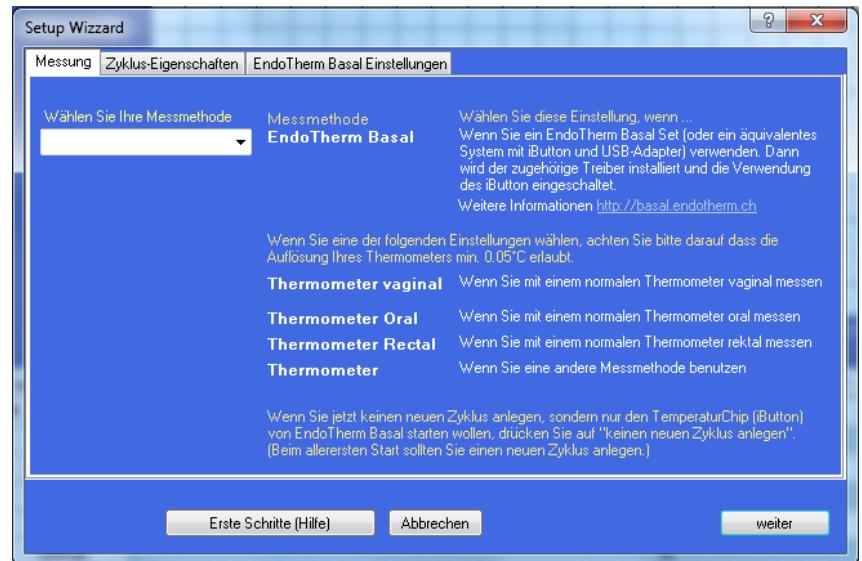 Setup Wizzard
Messung
Zyklus-Eigenschaften
EndoTherm Basal Einstellungen
Wählen Sie Ihre Messmethode
Messmethode
EndoTherm Basal
Wählen Sie diese Einstellung, wenn ...
Wenn Sie ein EndoTherm Basal Set (oder ein äquivalentes
System mit iButton und USB-Adapter) verwenden. Dann
wird der zugehörige Treiber installiert und die Verwendung
des iButton eingeschaltet.
Weitere Informationen http://basal.endotherm.ch
Wenn Sie eine der folgenden Einstellungen wählen, achten Sie bitte darauf dass die
Auflösung Ihres Thermometers min. 0.05°C erlaubt.
Thermometer vaginal Wenn Sie mit einem normalen Thermometer vaginal messen
Thermometer Oral Wenn Sie mit einem normalen Thermometer oral messen
Thermometer Rectal Wenn Sie mit einem normalen Thermometer rektal messen
Thermometer Wenn Sie eine andere Messmethode benutzen
Wenn Sie jetzt keinen neuen Zyklus anlegen, sondern nur den TemperaturChip (iButton)
von EndoTherm Basal starten wollen, drücken Sie auf "keinen neuen Zyklus anlegen".
(Beim allerersten Start sollten Sie einen neuen Zyklus anlegen.)
Erste Schritte (Hilfe)
Abbrechen
weiter